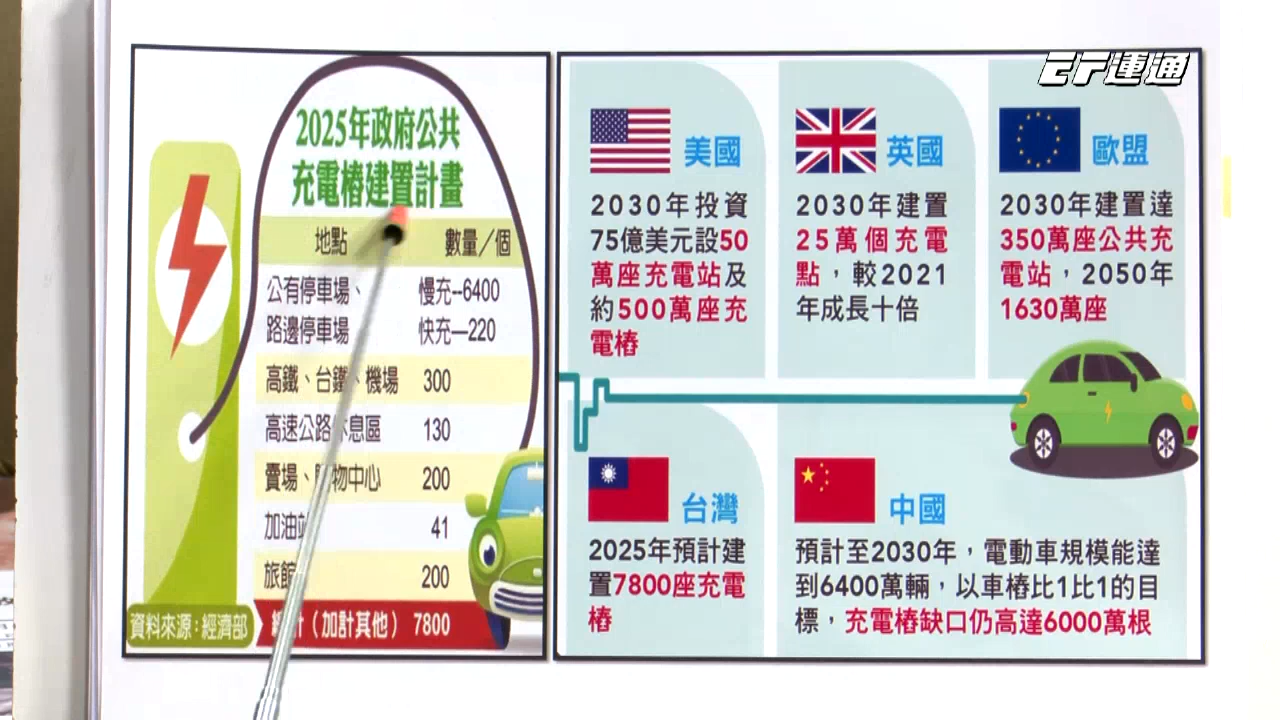 ET運通
2025年政府公共
充電樁建置計畫
地點 數量／個
公有停車場、 慢充--6400
路邊停車場 快充—220
高鐵、台鐵、機場 300
高速公路休息區 130
賣場、購物中心 200
加油站 41
旅館 200
總計（加計其他） 7800
資料來源：經濟部
美國
2030年投資
75億美元設50
萬座充電站及
約500萬座充
電樁
英國
2030年建置
25萬個充電
點，較2021
年成長十倍
歐盟
2030年建置達
350萬座公共充
電站，2050年
1630萬座
台灣
2025年預計建
置7800座充電
樁
中國
預計至2030年，電動車規模能達
到6400萬輛，以車樁比1比1的目
標，充電樁缺口仍高達6000萬根